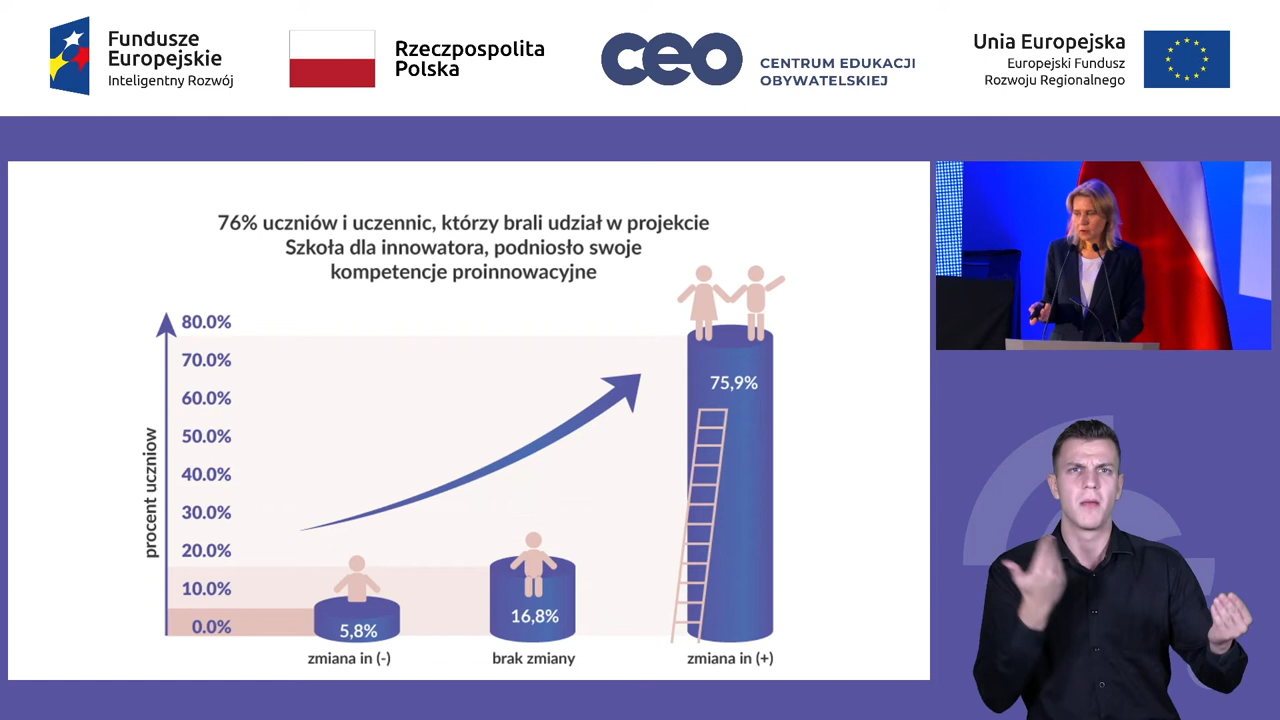 Fundusze
Europejskie
Inteligentny Rozwój
Rzeczpospolita
Polska
ceo
CENTRUM EDUKACJI
OBYWATELSKIEJ
Unia Europejska
Europejski Fundusz
Rozwoju Regionalnego
76% uczniów i uczennic, którzy brali udział w projekcie
Szkoła dla innowatora, podniosło swoje
kompetencje proinnowacyjne
procent uczniow
80.0%
70.0%
60.0%
50.0%
40.0%
30.0%
20.0%
10.0%
0.0%
5,8%
16,8%
75,9%
zmiana in (-)
brak zmiany
zmiana in (+)